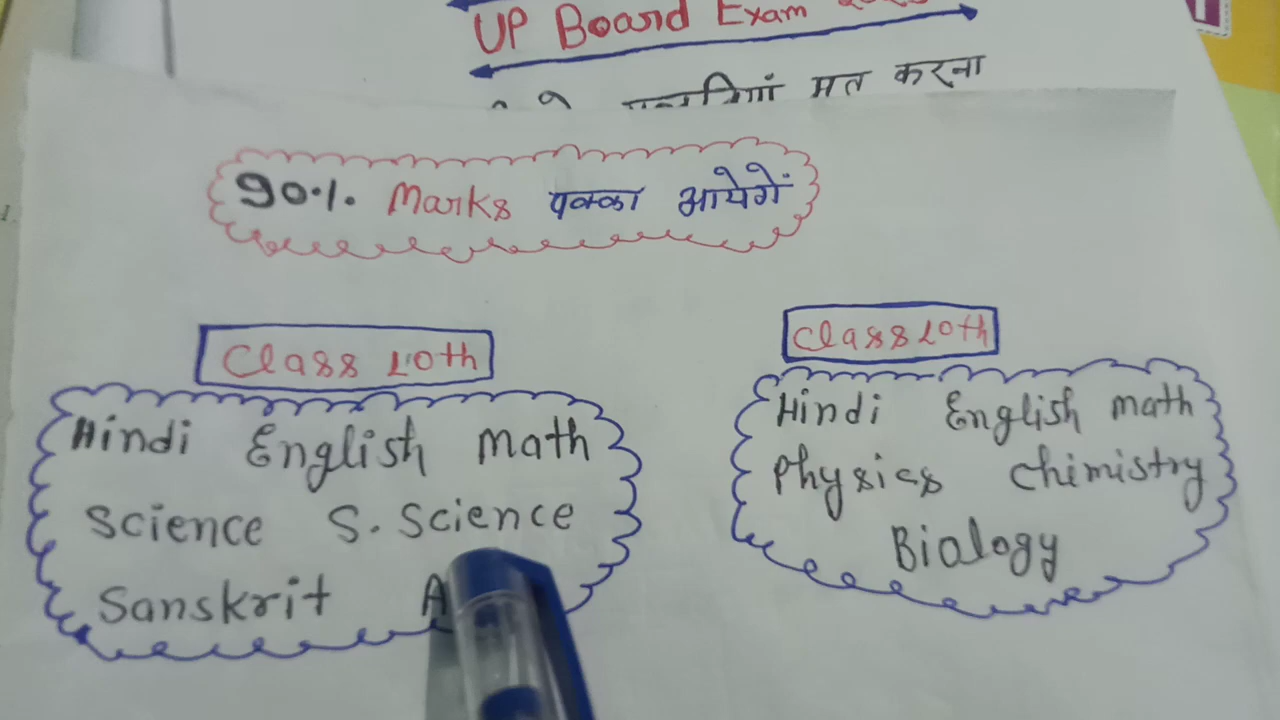 UP Board Exam
मत करना
90%. Marks पक्का आयेगें
Class 10th
Hindi English math
Science S. Science
Sanskrit A
Class 10th
Hindi English math
Physics Chimistry
Biology